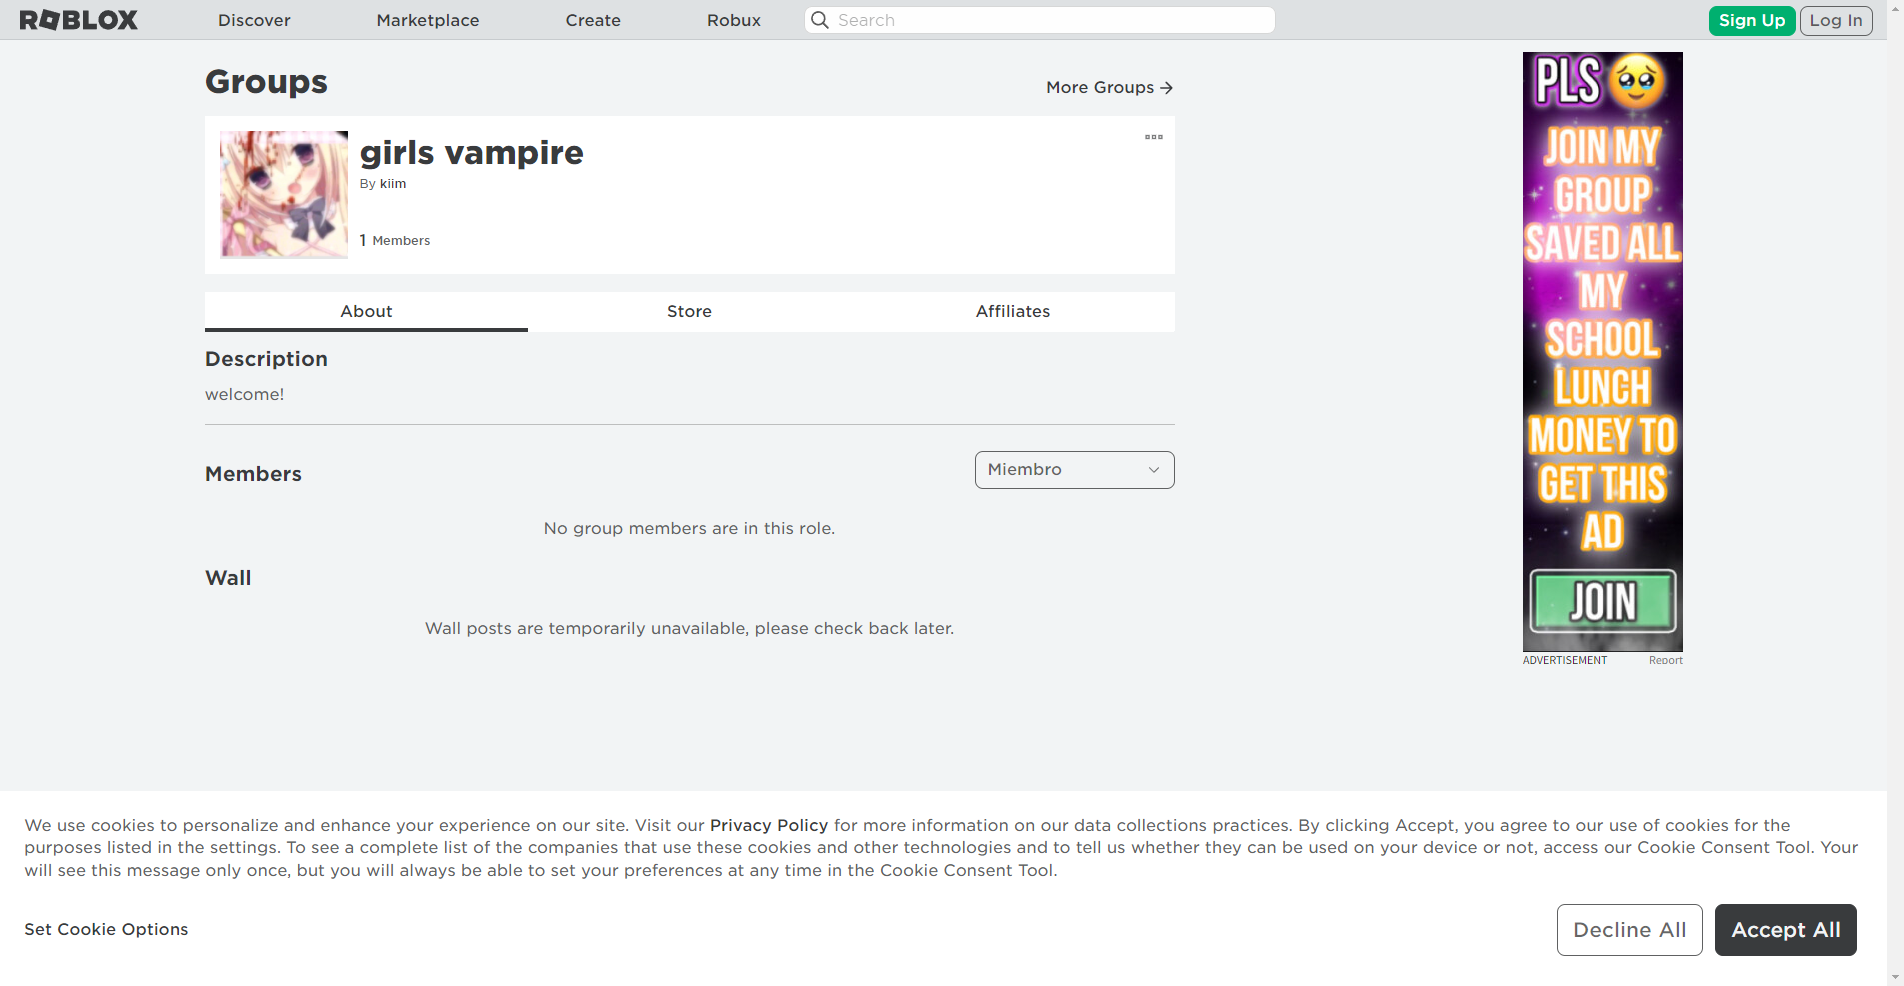 ROBLOX
Discover
Marketplace
Create
Robux
Search
Sign Up
Log In
Groups
More Groups
girls vampire
By kiim
1 Members
About
Store
Affiliates
Description
welcome!
Members
Miembro
No group members are in this role.
Wall
Wall posts are temporarily unavailable, please check back later.
PLS
JOIN MY
GROUP
SAVED ALL
MY
SCHOOL
LUNCH
MONEY TO
GET THIS
AD
JOIN
ADVERTISEMENT
Report
We use cookies to personalize and enhance your experience on our site. Visit our Privacy Policy for more information on our data collections practices. By clicking Accept, you agree to our use of cookies for the
purposes listed in the settings. To see a complete list of the companies that use these cookies and other technologies and to tell us whether they can be used on your device or not, access our Cookie Consent Tool. Your
will see this message only once, but you will always be able to set your preferences at any time in the Cookie Consent Tool.
Set Cookie Options
Decline All
Accept All